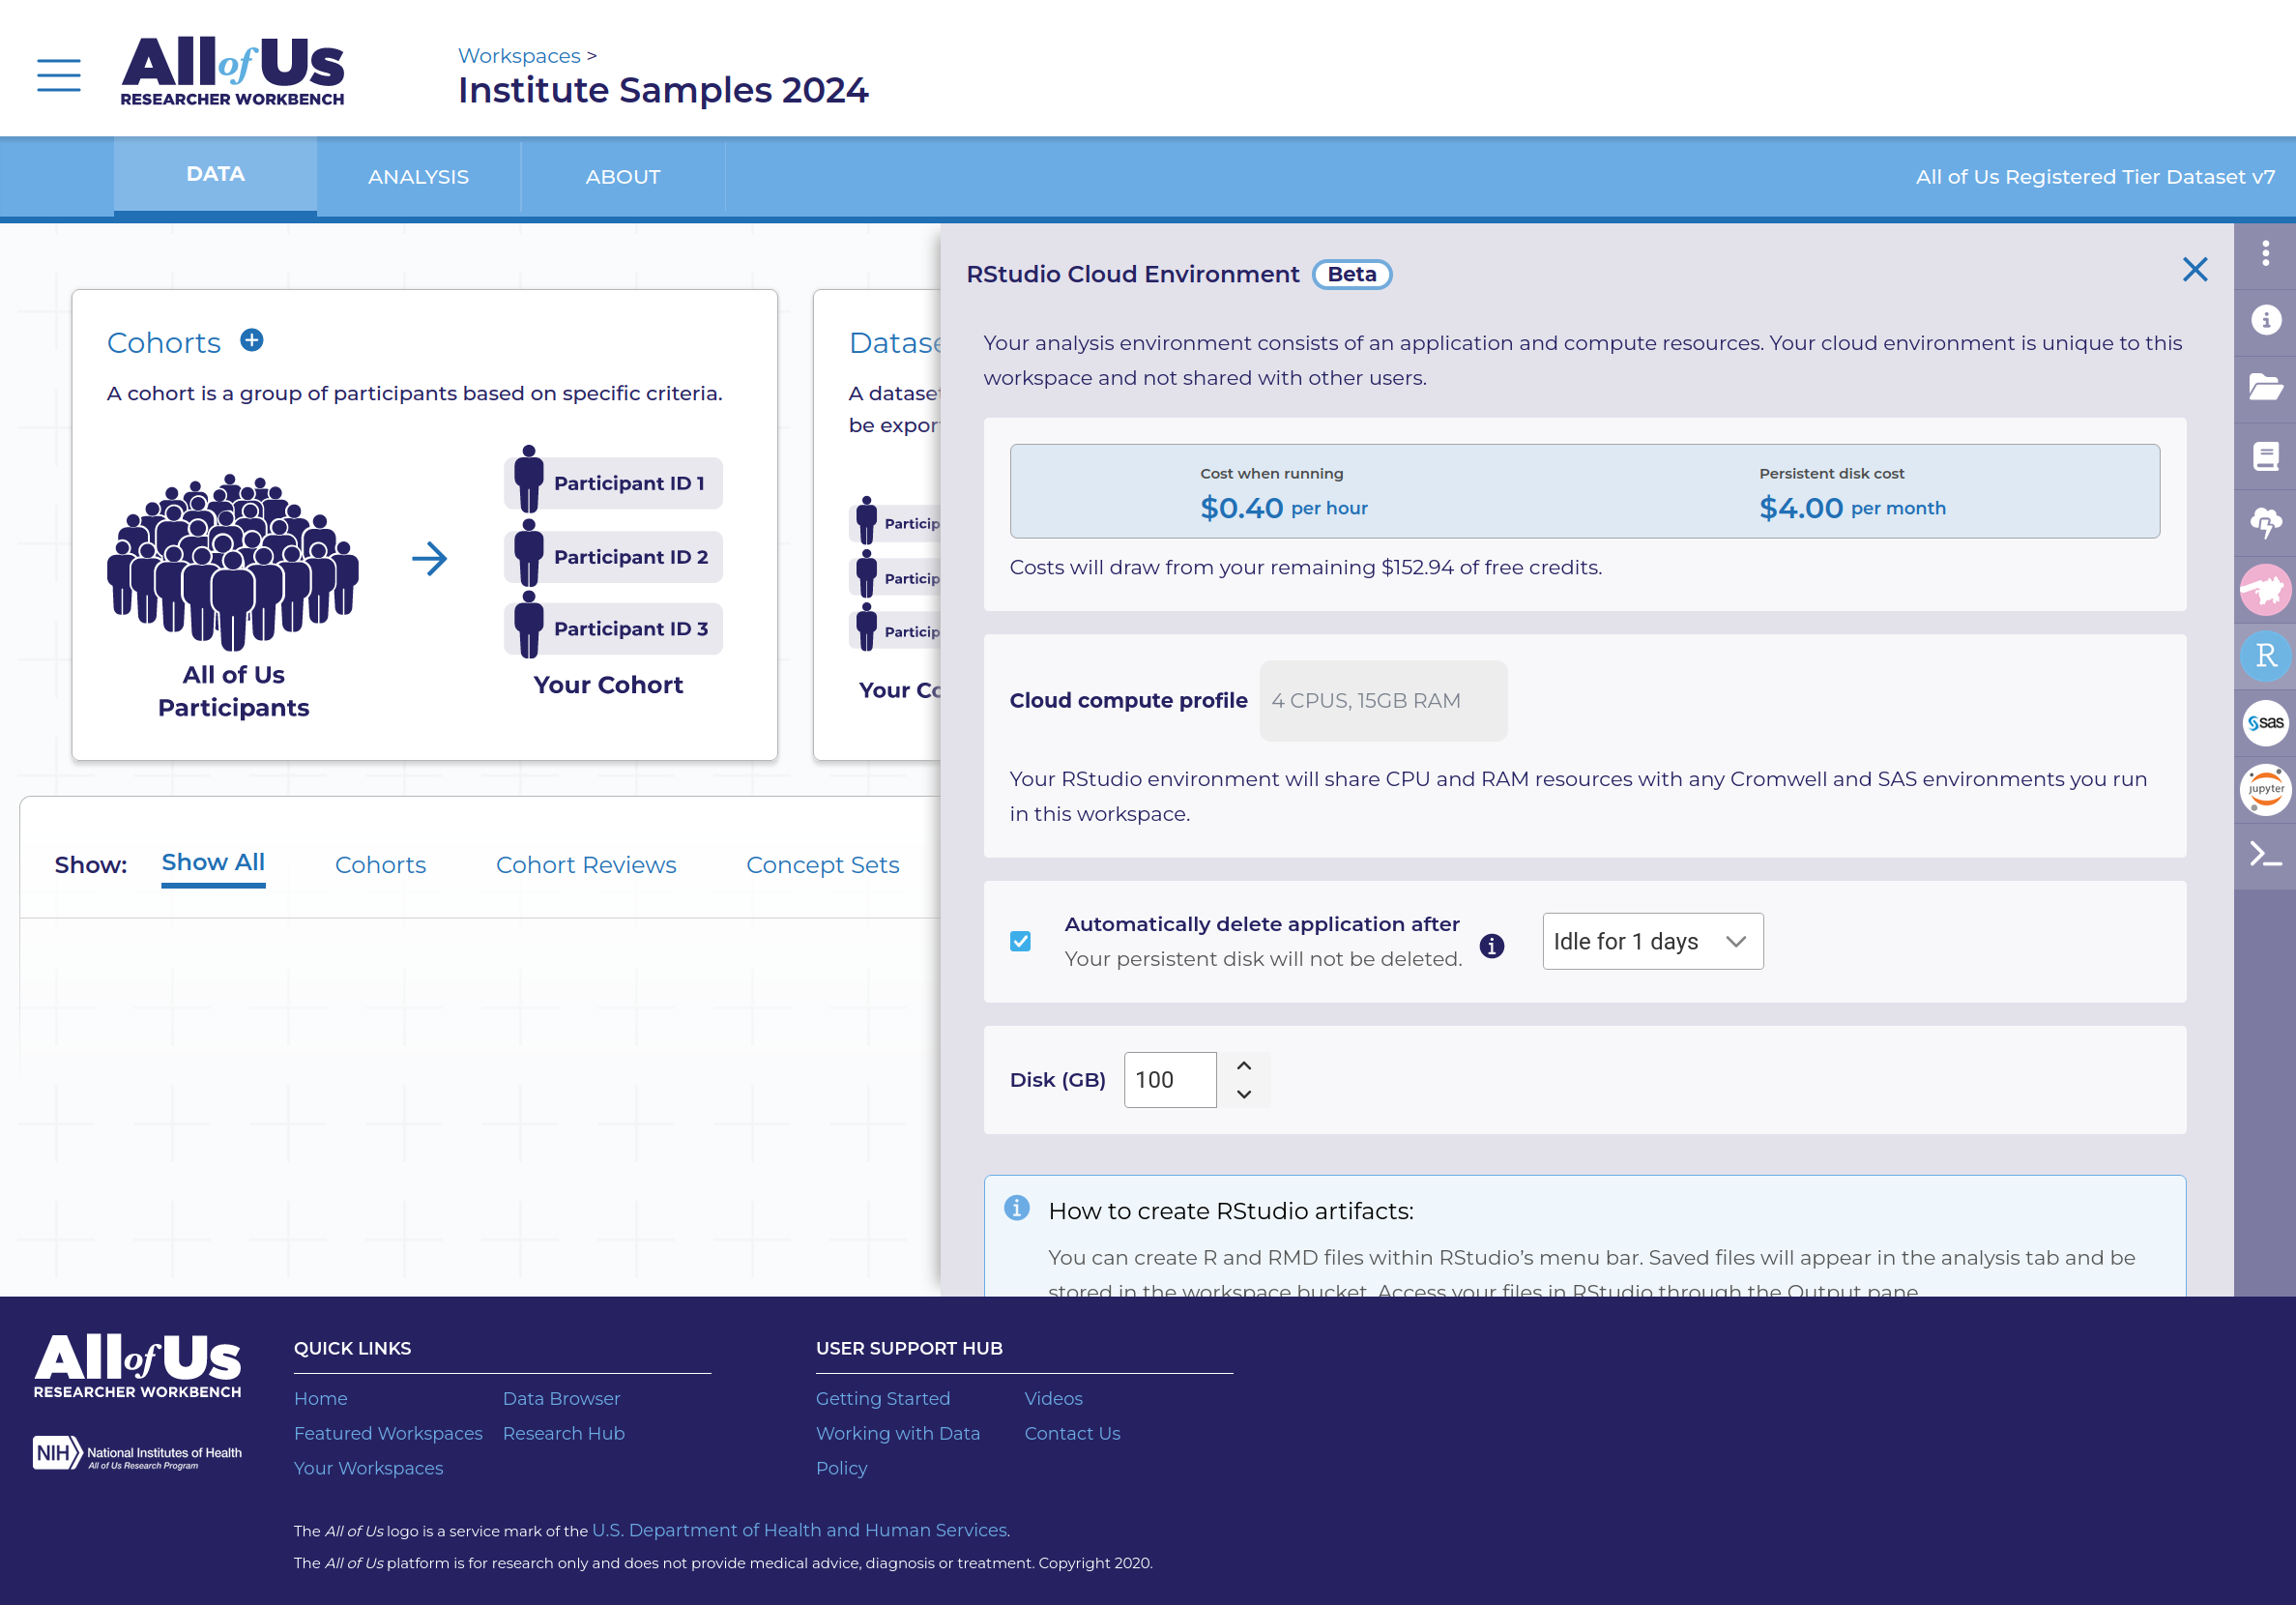 All of Us
RESEARCHER WORKBENCH
Workspaces >
Institute Samples 2024
DATA
ANALYSIS
ABOUT
All of Us Registered Tier Dataset v7
Cohorts
A cohort is a group of participants based on specific criteria.
All of Us
Participants
Participant ID 1
Participant ID 2
Participant ID 3
Your Cohort
Datase
A dataset
be expor
Particip
Particip
Particip
Your Co
Show:
Show All
Cohorts
Cohort Reviews
Concept Sets
RStudio Cloud Environment
Beta
Your analysis environment consists of an application and compute resources. Your cloud environment is unique to this
workspace and not shared with other users.
Cost when running
$0.40 per hour
Persistent disk cost
$4.00 per month
Costs will draw from your remaining $152.94 of free credits.
Cloud compute profile
4 CPUS, 15GB RAM
Your RStudio environment will share CPU and RAM resources with any Cromwell and SAS environments you run
in this workspace.
Automatically delete application after
Your persistent disk will not be deleted.
Idle for 1 days
Disk (GB)
100
How to create RStudio artifacts:
You can create R and RMD files within RStudio’s menu bar. Saved files will appear in the analysis tab and be
stored in the workspace bucket. Access your files in RStudio through the Output pane
R
sas
jupyter
All of Us
RESEARCHER WORKBENCH
NIH
National Institutes of Health
All of Us Research Program
QUICK LINKS
Home
Data Browser
Featured Workspaces
Research Hub
Your Workspaces
USER SUPPORT HUB
Getting Started
Videos
Working with Data
Contact Us
Policy
The All of Us logo is a service mark of the U.S. Department of Health and Human Services.
The All of Us platform is for research only and does not provide medical advice, diagnosis or treatment. Copyright 2020.